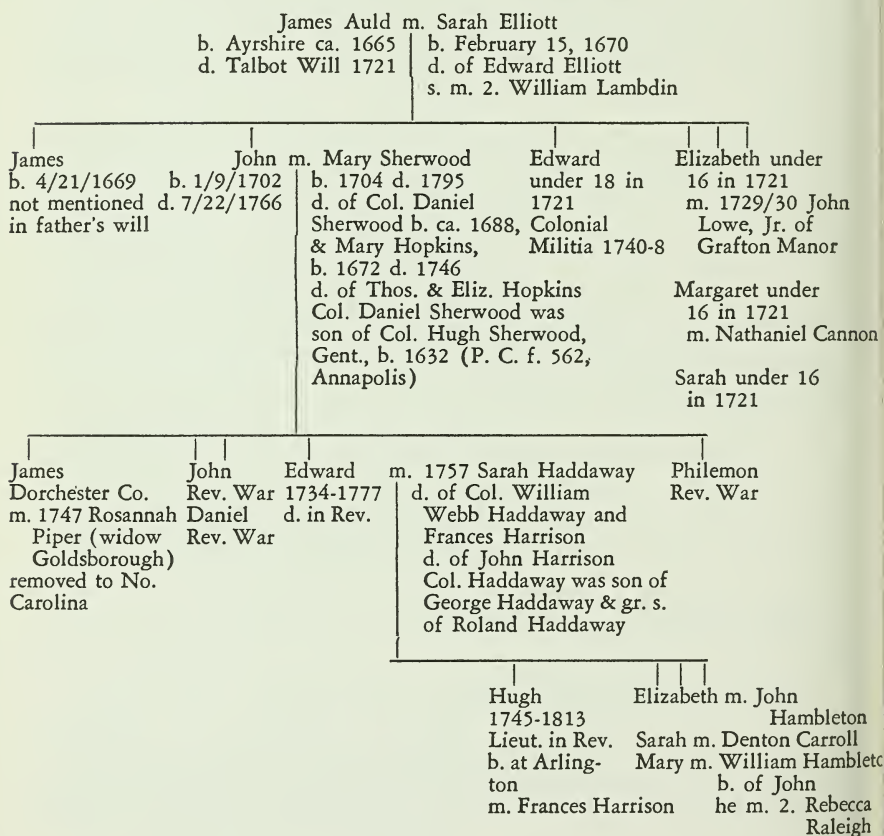 James Auld m. Sarah Elliott
b. Ayrshire ca. 1665
d. Talbot Will 1721
b. February 15, 1670
d. of Edward Elliott
s. m. 2. William Lambdin
James
b. 4/21/1669
not mentioned
in father's will
John m. Mary Sherwood
b. 1/9/1702
d. 7/22/1766
b. 1704 d. 1795
d. of Col. Daniel
Sherwood b. ca. 1688,
& Mary Hopkins,
b. 1672 d. 1746
d. of Thos. & Eliz. Hopkins
Col. Daniel Sherwood was
son of Col. Hugh Sherwood,
Gent., b. 1632 (P. C. f. 562,
Annapolis)
Edward
under 18 in
1721
Colonial
Militia 1740-8
Elizabeth under
16 in 1721
m. 1729/30 John
Lowe, Jr. of
Grafton Manor
Margaret under
16 in 1721
m. Nathaniel Cannon
Sarah under 16
in 1721
James
Dorchester Co.
m. 1747 Rosannah
Piper (widow
Goldsborough)
removed to No.
Carolina
John
Rev. War
Daniel
Rev. War
Edward
1734-1777
d. in Rev.
m. 1757 Sarah Haddaway
d. of Col. William
Webb Haddaway and
Frances Harrison
d. of John Harrison
Col. Haddaway was son of
George Haddaway & gr. s.
of Roland Haddaway
Philemon
Rev. War
Hugh
1745-1813
Lieut. in Rev.
b. at Arling-
ton
m. Frances Harrison
Elizabeth m. John
Hambleton
Sarah m. Denton Carroll
Mary m. William Hambletc
b. of John
he m. 2. Rebecca
Raleigh